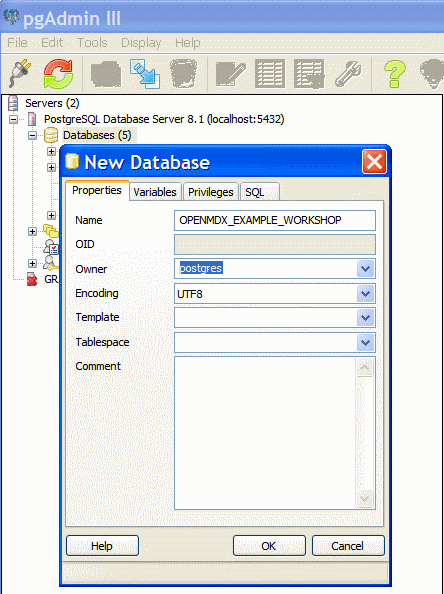 pgAdmin III
File Edit Tools Display Help
Servers (2)
PostgreSQL Database Server 8.1 (localhost:5432)
Databases (5)
New Database
Properties Variables Privileges SQL
Name OPENMDX_EXAMPLE_WORKSHOP
OID
Owner postgres
Encoding UTF8
Template
Tablespace
Comment
GR
Help OK Cancel